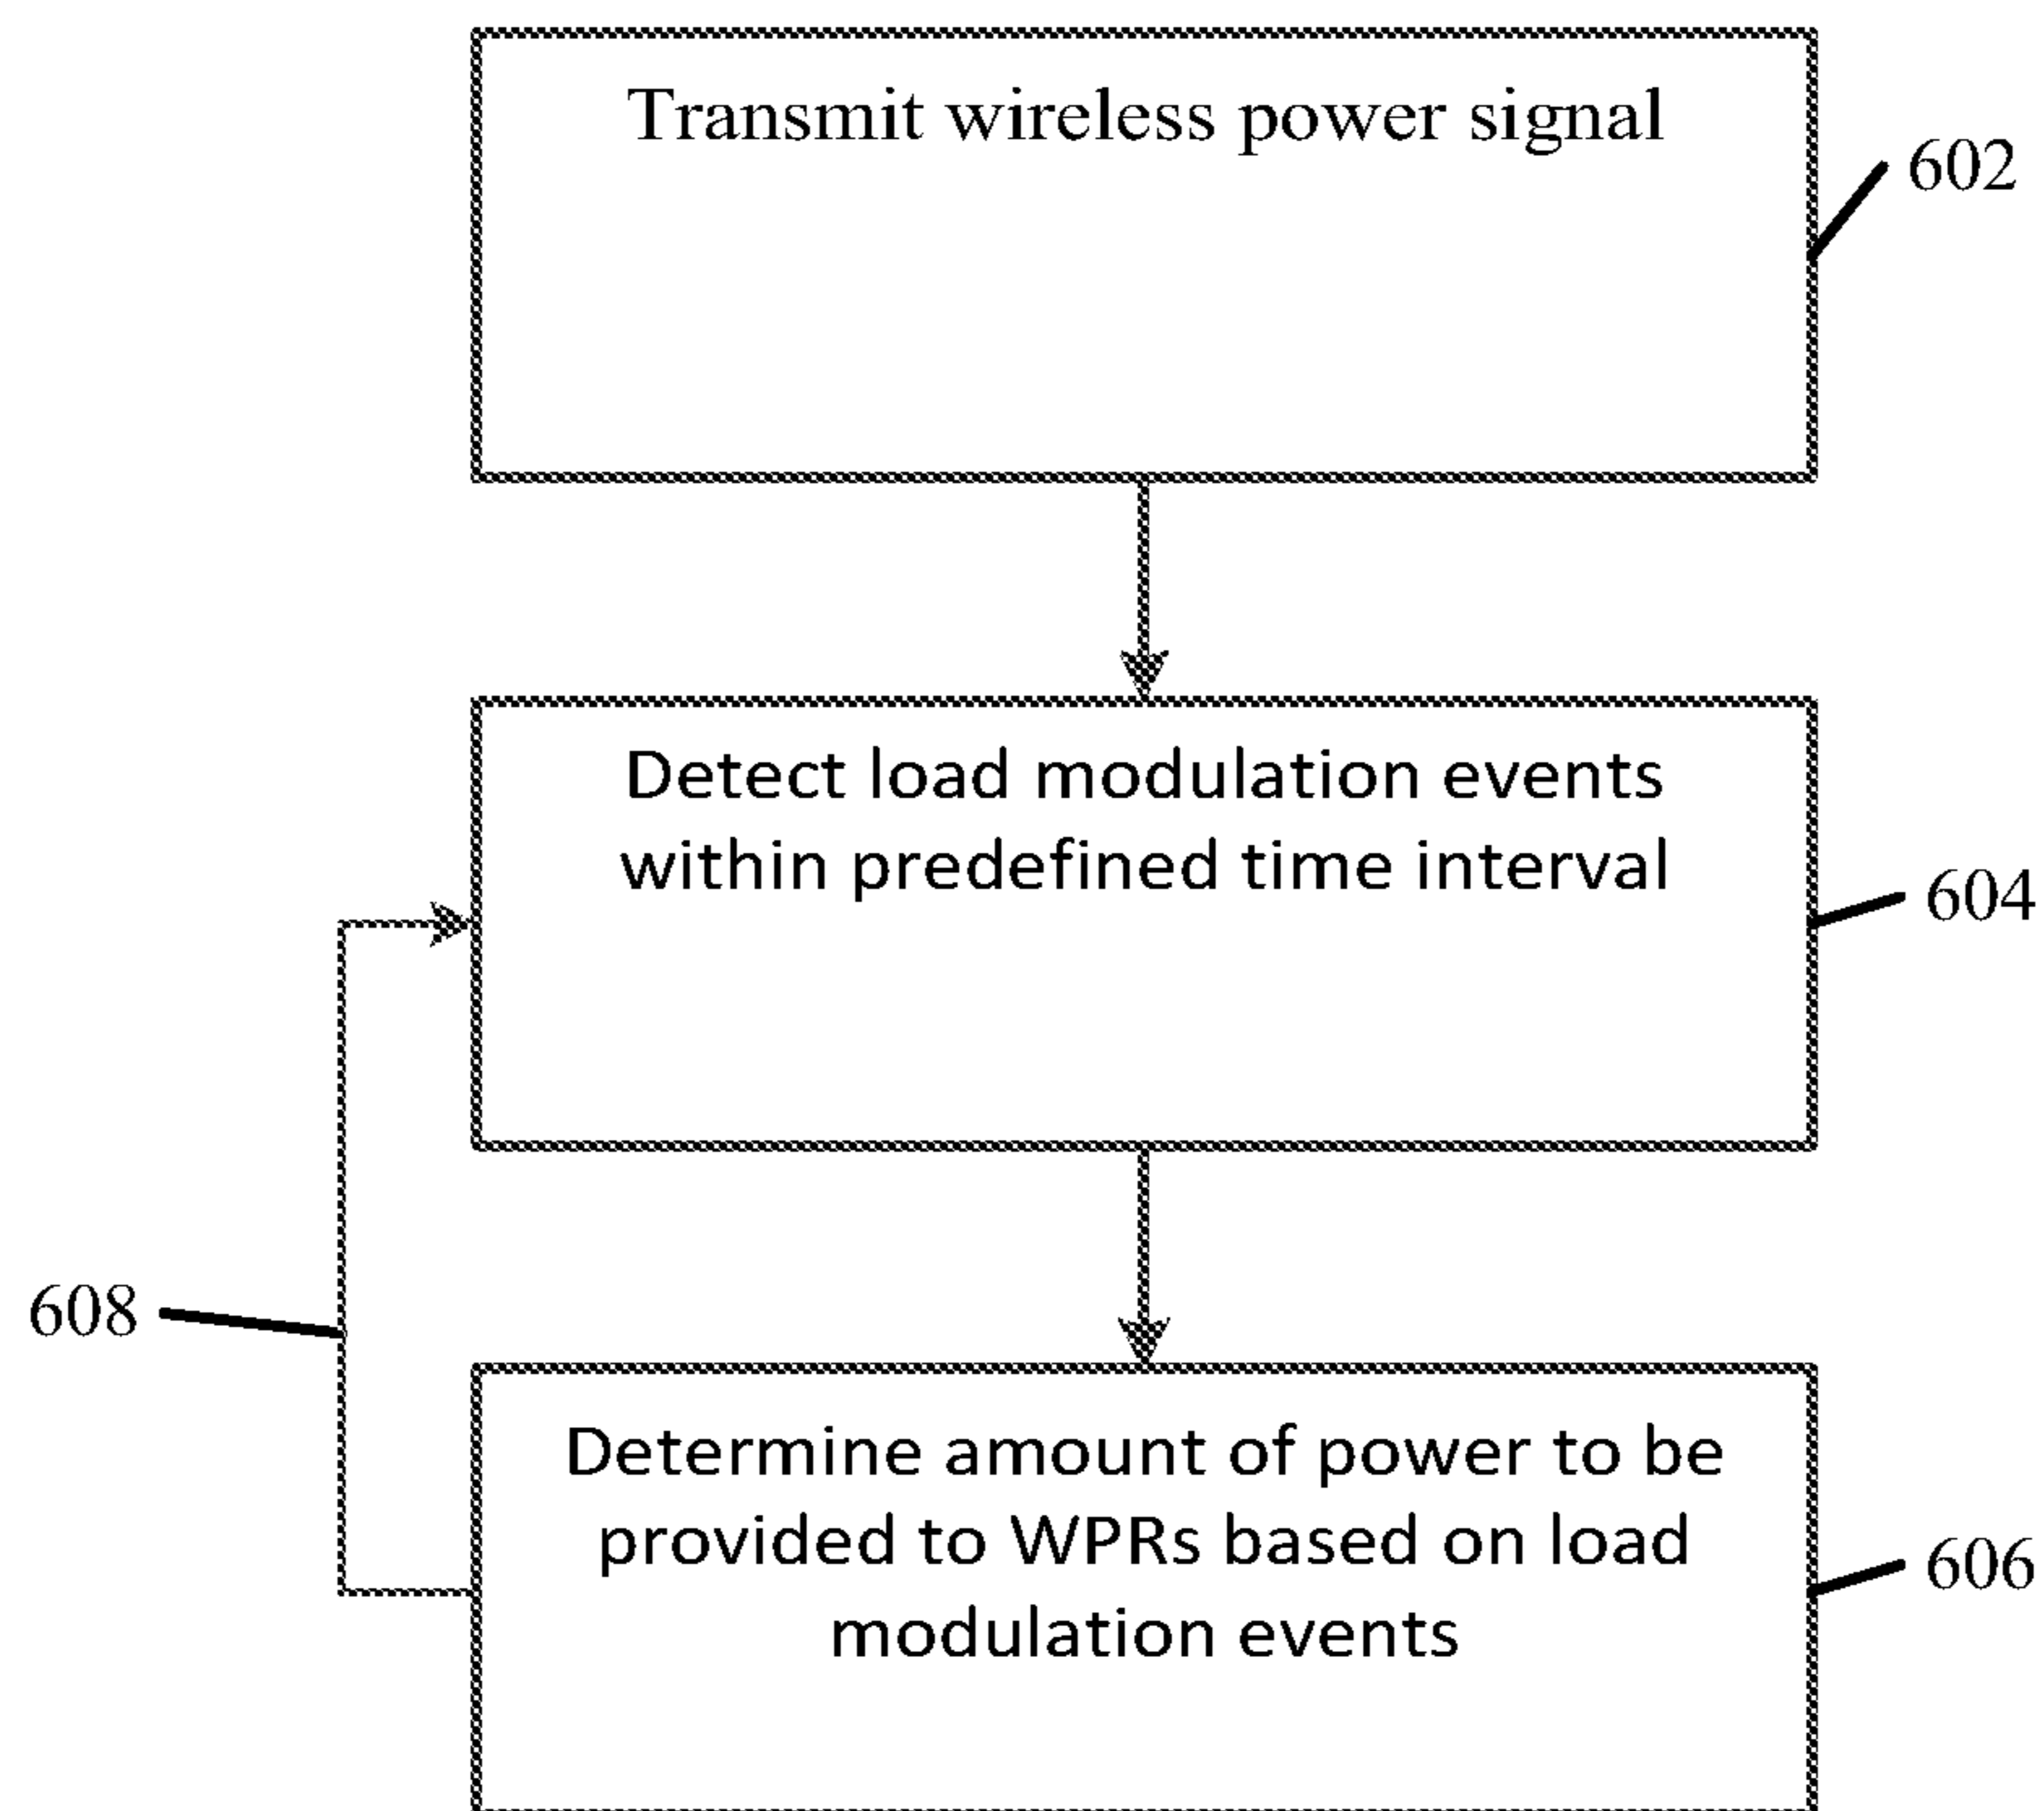 Transmit wireless power signal
602
Detect load modulation events
within predefined time interval
604
608
Determine amount of power to be
provided to WPRs based on load
modulation events
606